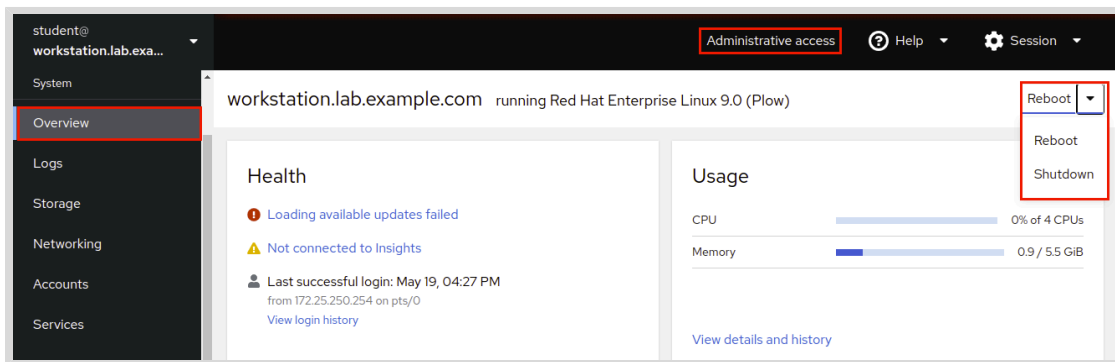 student@
workstation.lab.exa...
Administrative access
Help
Session
System
Overview
Logs
Storage
Networking
Accounts
Services
workstation.lab.example.com running Red Hat Enterprise Linux 9.0 (Plow)
Reboot
Reboot
Shutdown
Health
Loading available updates failed
Not connected to Insights
Last successful login: May 19, 04:27 PM
from 172.25.250.254 on pts/0
View login history
Usage
CPU 0% of 4 CPUs
Memory 0.9 / 5.5 GiB
View details and history